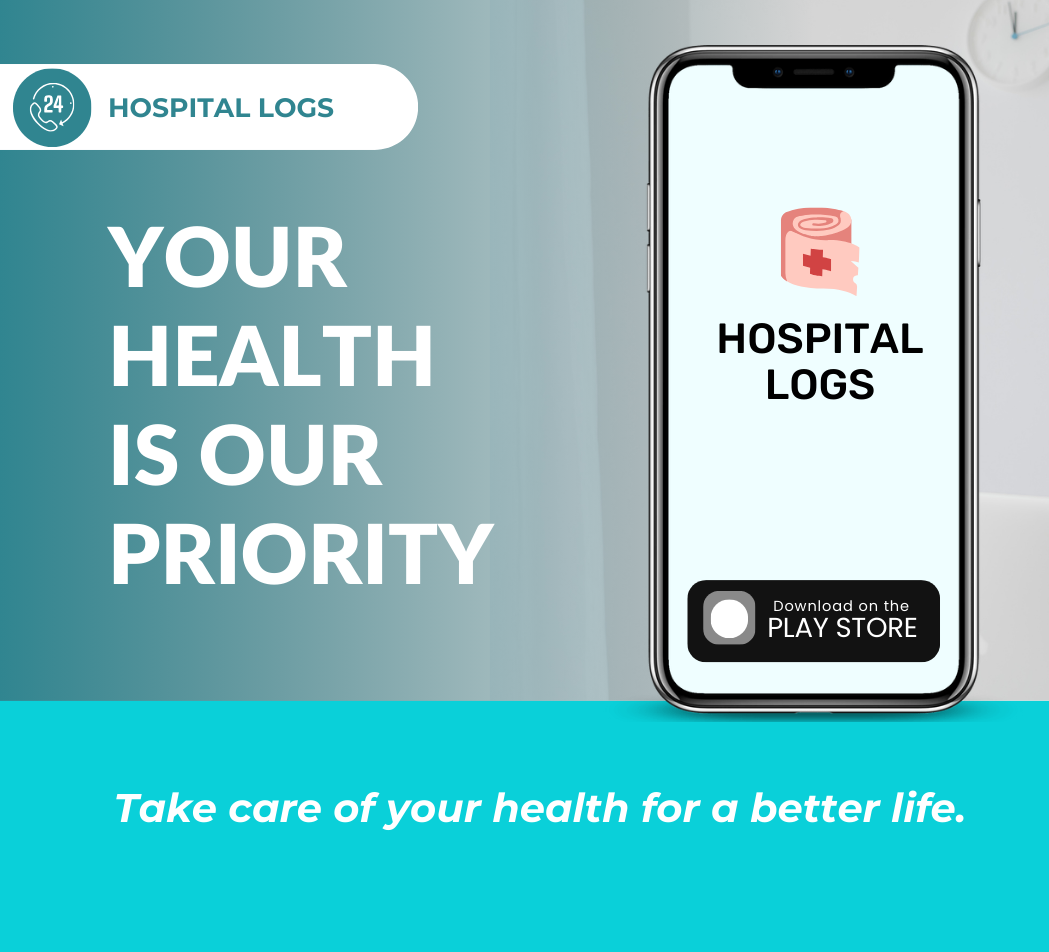 24
HOSPITAL LOGS
YOUR
HEALTH
IS OUR
PRIORITY
HOSPITAL
LOGS
Download on the
PLAY STORE
Take care of your health for a better life.